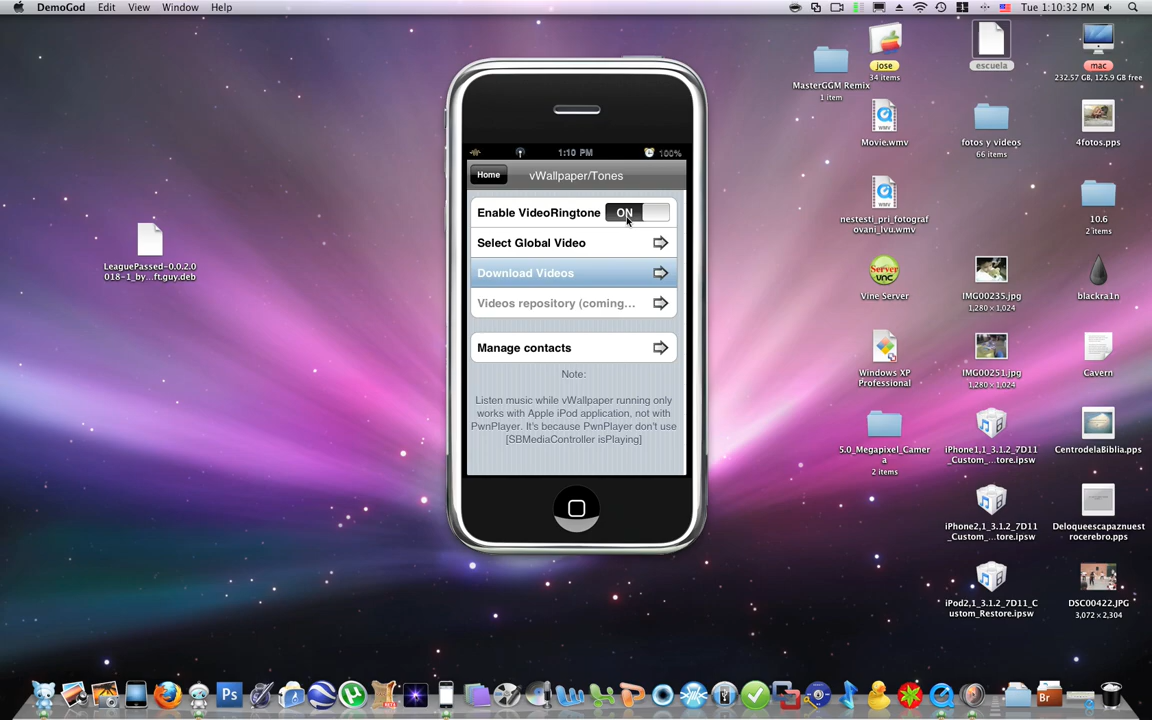 DemoGod Edit View Window Help
Tue 1:10:32 PM
MasterGGM Remix
1 item
jose
34 items
escuela
mac
232.57 GB, 125.9 GB free
Movie.wmv
fotos y videos
66 items
4fotos.pps
LeaguePassed-0.0.2.0
018-1_by...ft.guy.deb
nestesti_pri_fotograf
ovani_lvu.wmv
10.6
2 items
Server
vnc
Vine Server
IMG00235.jpg
1,280 × 1,024
blackra1n
Windows XP
Professional
IMG00251.jpg
1,280 × 1,024
Cavern
5.0_Megapixel_Camer
a
2 items
iPhone1,1_3.1.2_7D11
_Custom_...tore.ipsw
CentrodelaBiblia.pps
iPhone2,1_3.1.2_7D11
_Custom_...tore.ipsw
Deloqueescapaznuest
rocerebro.pps
iPod2,1_3.1.2_7D11_C
ustom_Restore.ipsw
DSC00422.JPG
3,072 × 2,304
1:10 PM
100%
Home
vWallpaper/Tones
Enable VideoRingtone ON
Select Global Video
Download Videos
Videos repository (coming...
Manage contacts
Note:
Listen music while vWallpaper running only
works with Apple iPod application, not with
PwnPlayer. It's because PwnPlayer don't use
[SBMediaController isPlaying]
Ps
Br